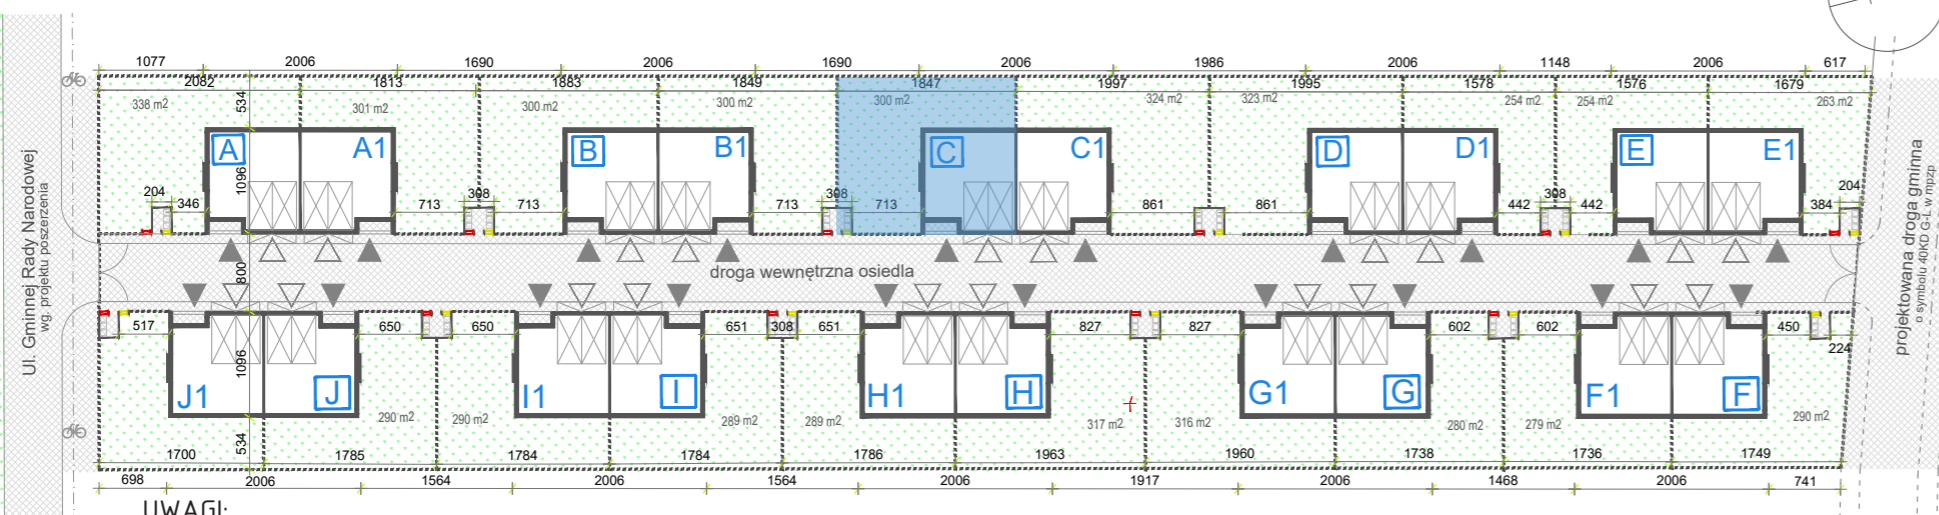 1077 2006 1690 2006 1690 2006 1986 2006 1148 2006 617
2082 1813 1883 1849 1847 1997 1995 1578 1576 1679
338 m2 534 301 m2 300 m2 300 m2 300 m2 324 m2 323 m2 254 m2 254 m2 263 m2
A A1 B B1 C C1 D D1 E E1
1096
204 346 713 308 713 713 308 713 861 861 442 308 442 384 204
Ul. Gminnej Rady Narodowej
wg. projektu poszerzenia
800
droga wewnętrzna osiedla
projektowana droga gminna
o symbolu 40KD G-L w mpzp
517 650 650 651 308 651 827 827 602 602 450
224
1096
J1 J I1 I H1 H G1 G F1 F
290 m2 290 m2 289 m2 289 m2 317 m2 316 m2 280 m2 279 m2 290 m2
534
1700 1785 1784 1784 1786 1963 1960 1738 1736 1749
698 2006 1564 2006 1564 2006 1917 2006 1468 2006 741
UWAGI: